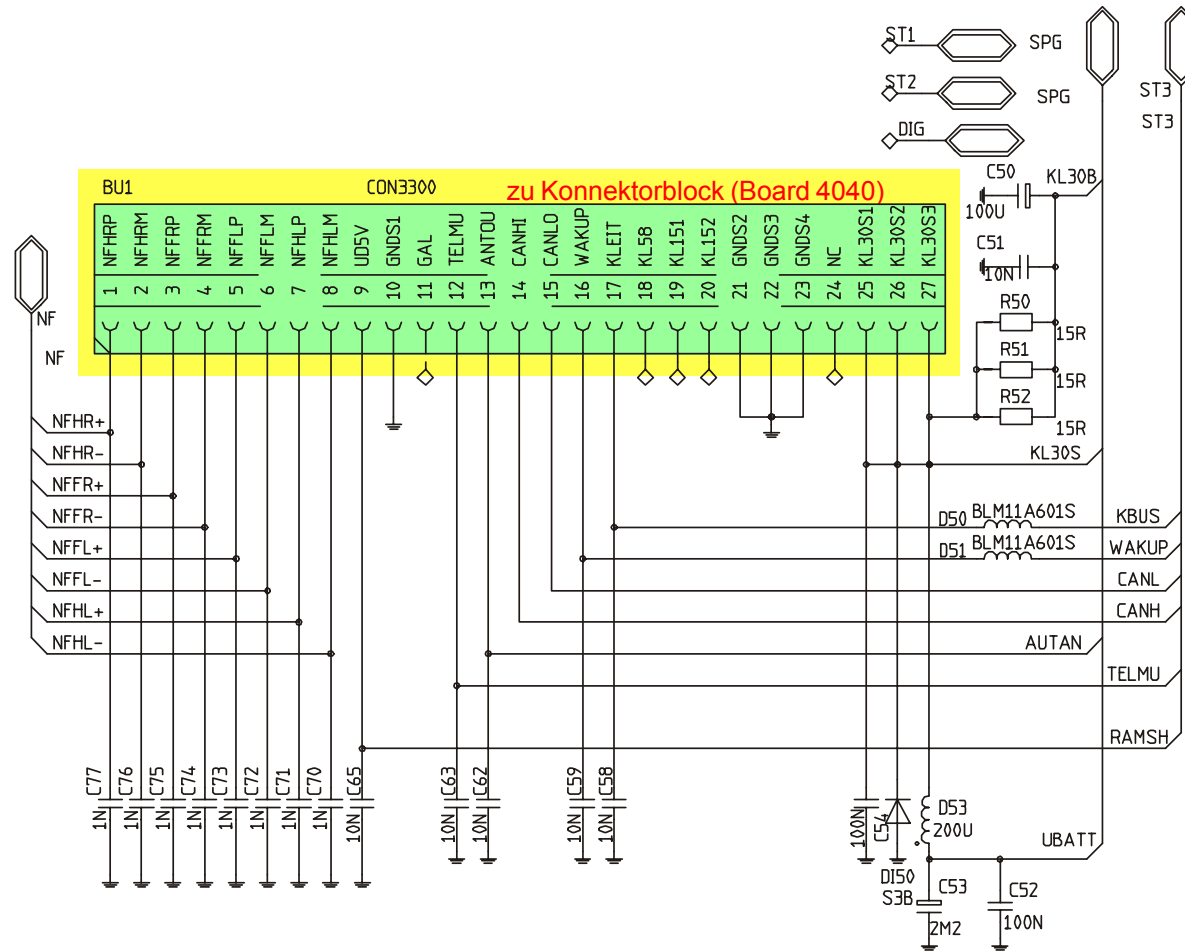 ST1
SPG
ST2
SPG
DIG
ST3
ST3
BU1
CON3300
zu Konnektorblock (Board 4040)
C50
KL30B
100U
C51
10N
NFHRP
NFHRM
NFFRP
NFFRM
NFFLP
NFFLM
NFHLP
NFHLM
UD5V
GNDS1
GAL
TELMU
ANTOU
CANHI
CANLO
WAKUP
KLEIT
KL58
KL151
KL152
GNDS2
GNDS3
GNDS4
NC
KL30S1
KL30S2
KL30S3
1
2
3
4
5
6
7
8
9
10
11
12
13
14
15
16
17
18
19
20
21
22
23
24
25
26
27
NF
NF
R50
15R
R51
15R
R52
15R
NFHR+
NFHR-
NFFR+
NFFR-
NFFL+
NFFL-
NFHL+
NFHL-
KL30S
D50
BLM11A601S
KBUS
D51
BLM11A601S
WAKUP
CANL
CANH
AUTAN
TELMU
RAMSH
C77
1N
C76
1N
C75
1N
C74
1N
C73
1N
C72
1N
C71
1N
C70
1N
C65
10N
C63
10N
C62
10N
C59
10N
C58
10N
100N
C54
D53
200U
UBATT
DI50
S3B
C53
2M2
C52
100N